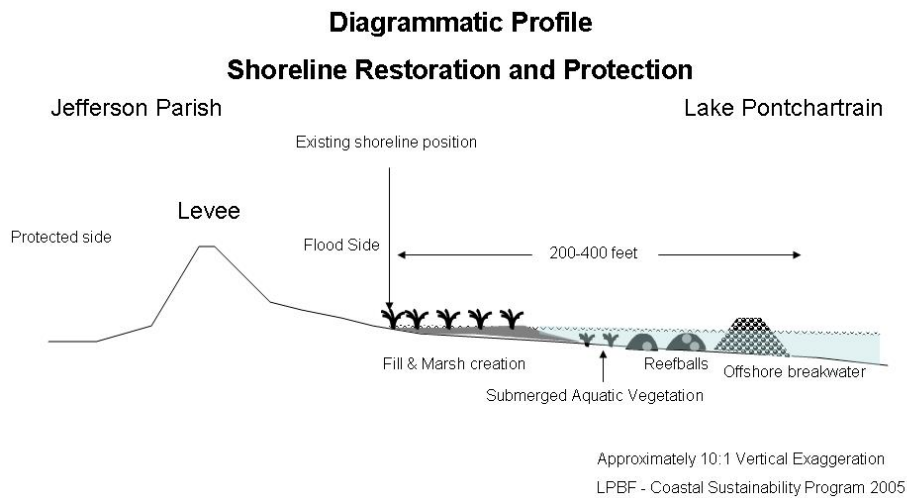 Diagrammatic Profile
Shoreline Restoration and Protection
Jefferson Parish
Lake Pontchartrain
Existing shoreline position
Levee
Protected side
Flood Side
200-400 feet
Fill & Marsh creation
Reefballs
Offshore breakwater
Submerged Aquatic Vegetation
Approximately 10:1 Vertical Exaggeration
LPBF - Coastal Sustainability Program 2005